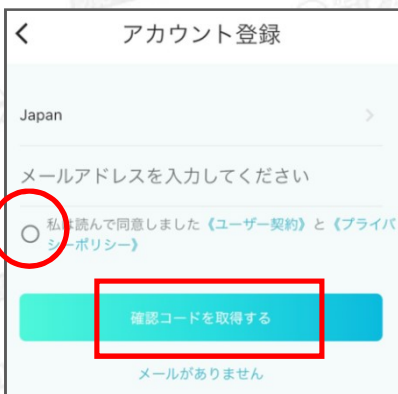 アカウント登録
Japan
メールアドレスを入力してください
私は読んで同意しました《ユーザー契約》と《プライバ
シーポリシー》
確認コードを取得する
メールがありません